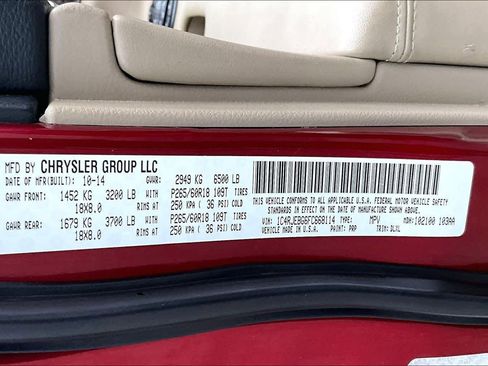 MFD BY CHRYSLER GROUP LLC
DATE OF MFR(BUILT): 10-14 GVWR: 2949 KG 6500 LB
GAWR FRONT: 1452 KG 3200 LB WITH P265/60R18 109T TIRES
18X8.0 RIMS AT 250 KPA ( 36 PSI) COLD
GAWR REAR: 1679 KG 3700 LB WITH P265/60R18 109T TIRES
18X8.0 RIMS AT 250 KPA ( 36 PSI) COLD
THIS VEHICLE CONFORMS TO ALL APPLICABLE U.S.A. FEDERAL MOTOR VEHICLE SAFETY
STANDARDS IN EFFECT ON THE DATE OF MANUFACTURE SHOWN ABOVE.
VIN: 1C4RJEBG6FC668114 TYPE: MPV MDH: 102100 103AA
PAINT: PRP TRIM: DLXL